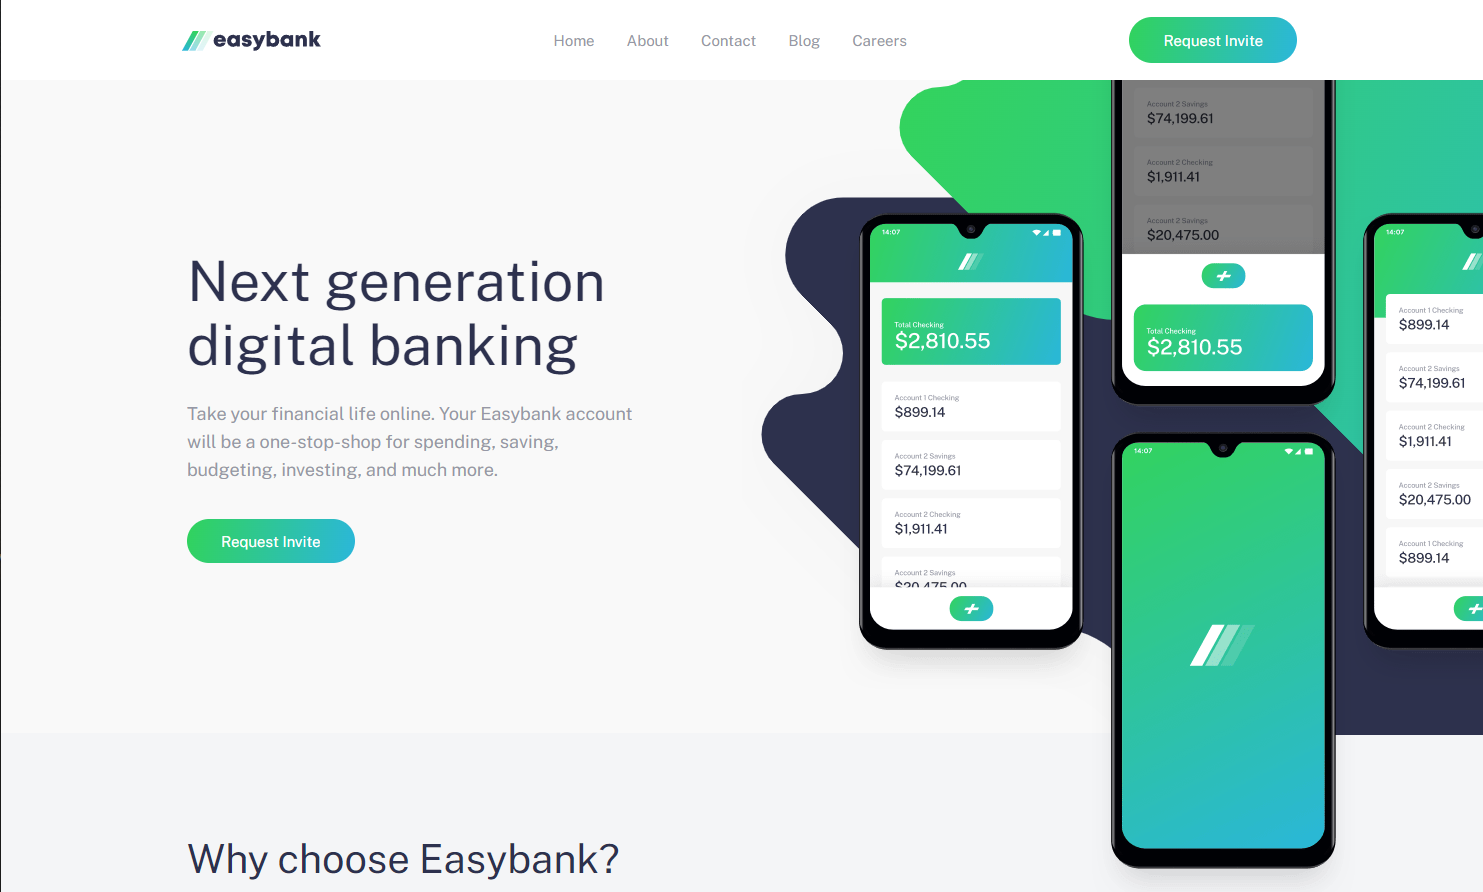 easybank
Home
About
Contact
Blog
Careers
Request Invite
Next generation
digital banking
Take your financial life online. Your Easybank account
will be a one-stop-shop for spending, saving,
budgeting, investing, and much more.
Request Invite
14:07
Total Checking
$2,810.55
Account 1 Checking
$899.14
Account 2 Savings
$74,199.61
Account 2 Checking
$1,911.41
Account 2 Savings
$20,475.00
Account 2 Savings
$74,199.61
Account 2 Checking
$1,911.41
Account 2 Savings
$20,475.00
Total Checking
$2,810.55
14:07
14:07
Account 1 Checking
$899.14
Account 2 Savings
$74,199.61
Account 2 Checking
$1,911.41
Account 2 Savings
$20,475.00
Account 1 Checking
$899.14
Why choose Easybank?